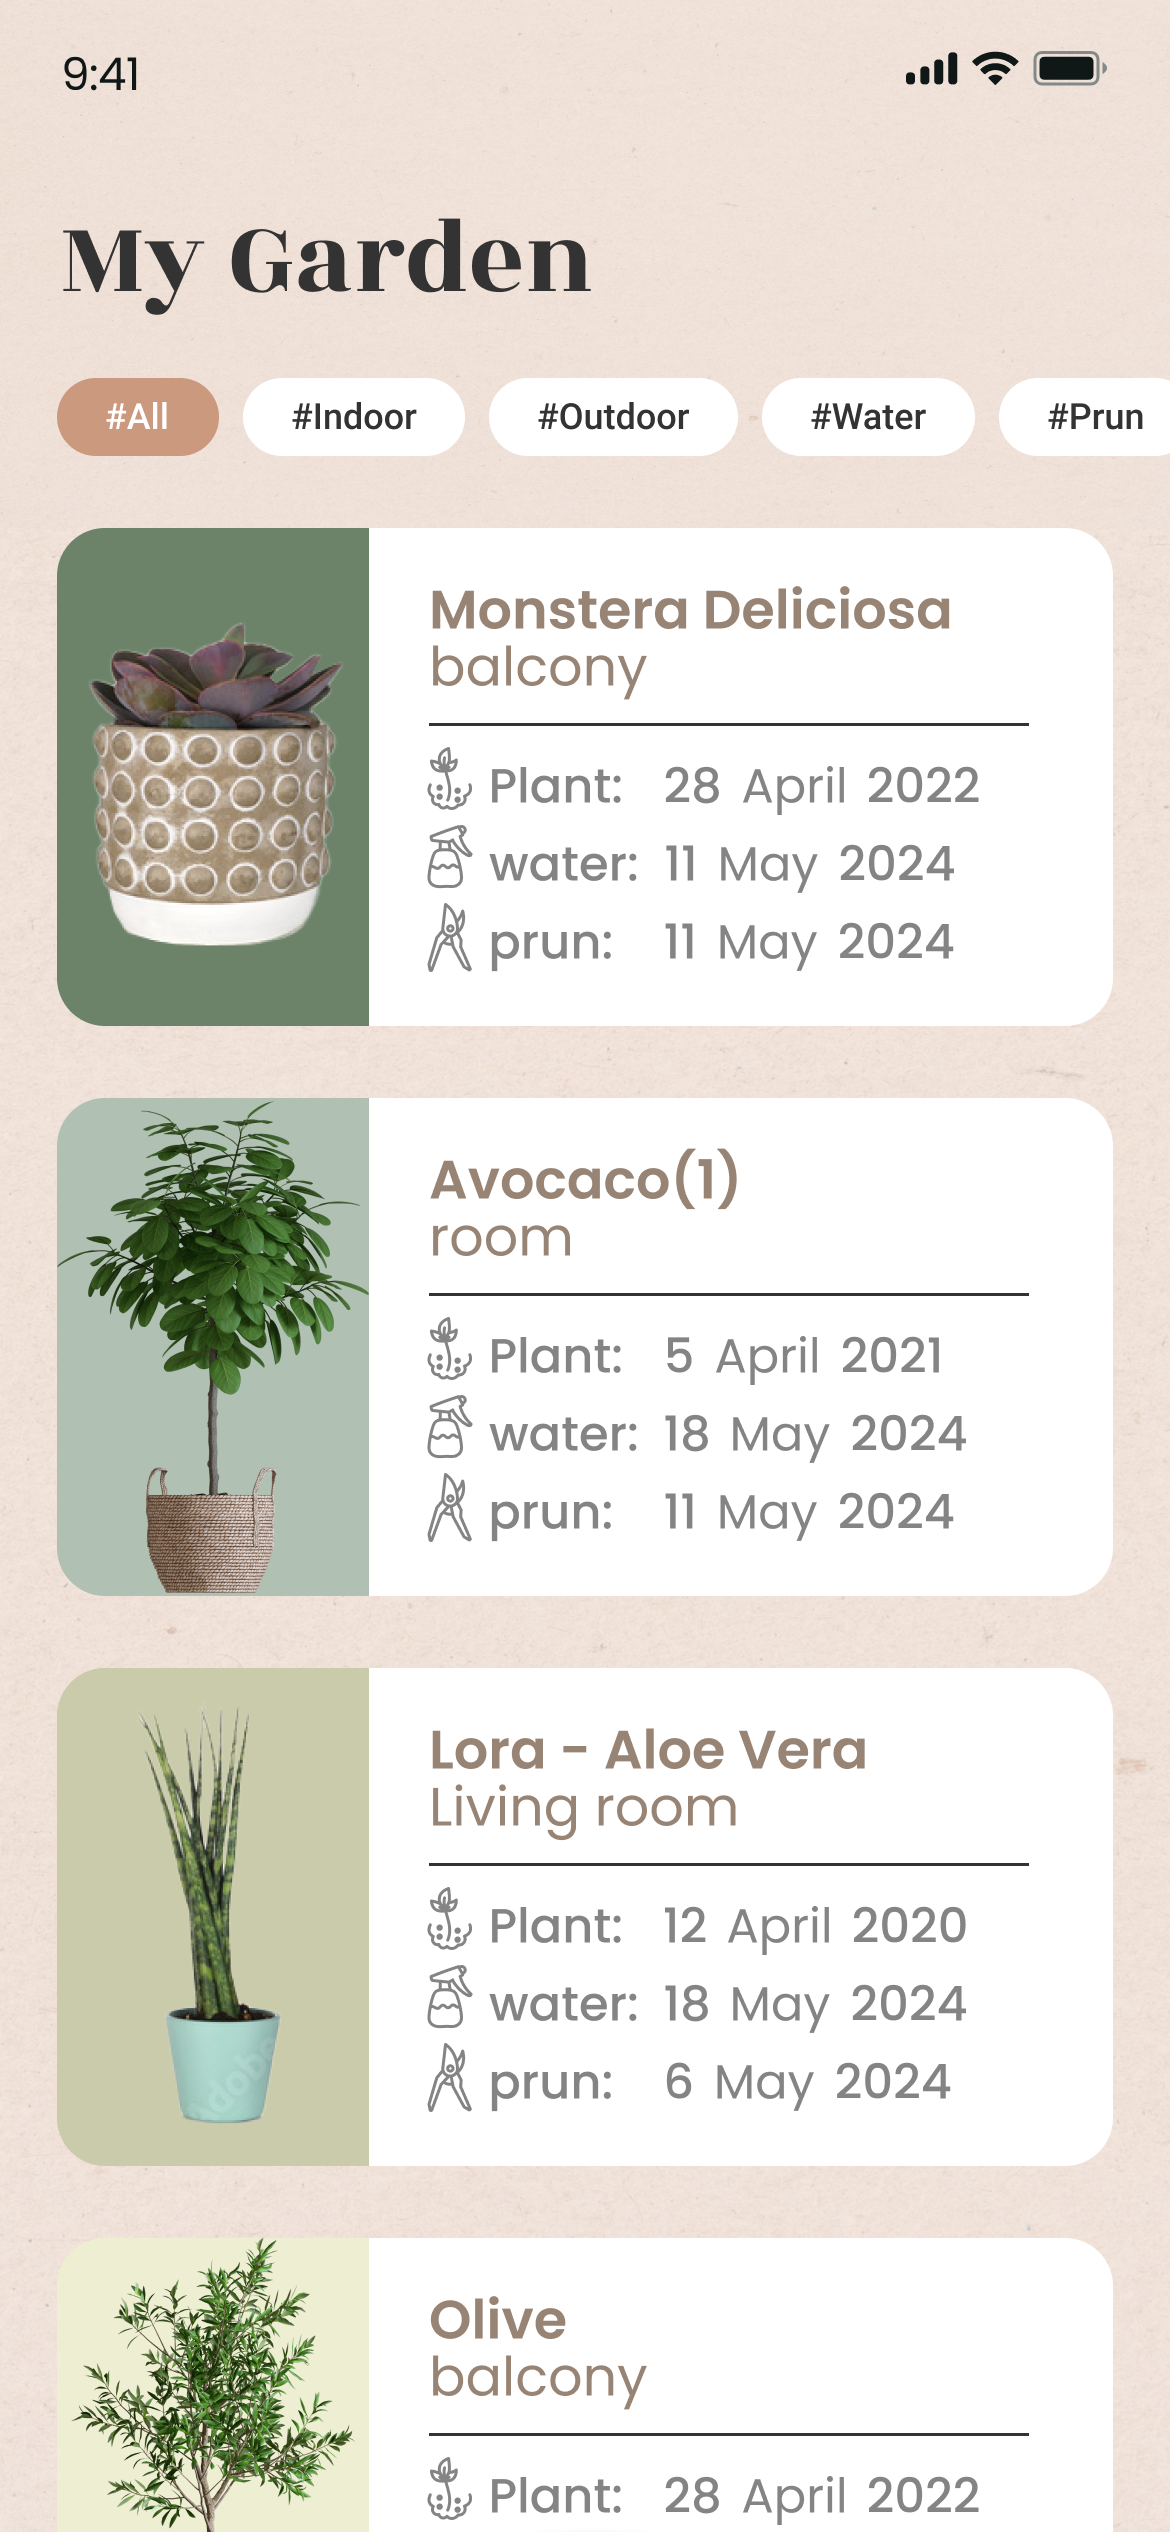 9:41
My Garden
#All #Indoor #Outdoor #Water #Prun
Monstera Deliciosa
balcony
Plant: 28 April 2022
water: 11 May 2024
prun: 11 May 2024
Avocaco(1)
room
Plant: 5 April 2021
water: 18 May 2024
prun: 11 May 2024
Lora - Aloe Vera
Living room
Plant: 12 April 2020
water: 18 May 2024
prun: 6 May 2024
Olive
balcony
Plant: 28 April 2022